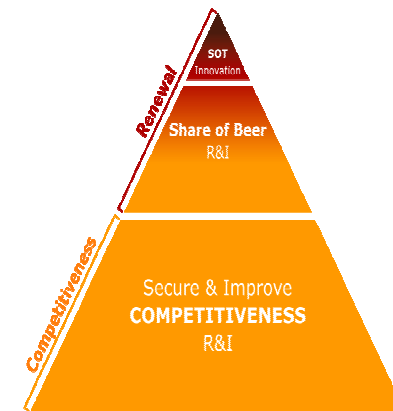 SOT
Innovation
Renewal
Share of Beer
R&I
Competitiveness
Secure & Improve
COMPETITIVENESS
R&I